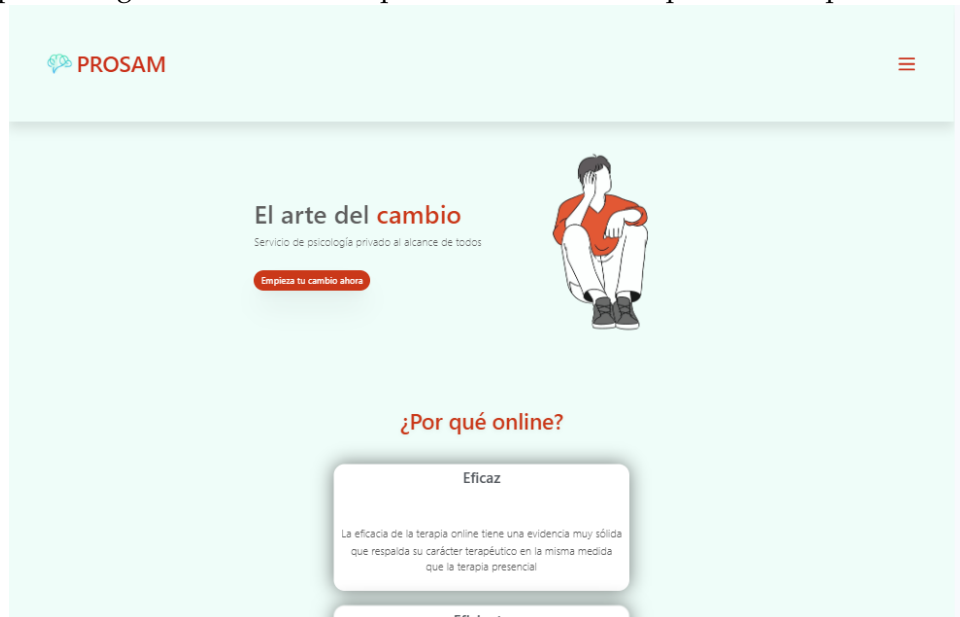 PROSAM
El arte del cambio
Servicio de psicología privado al alcance de todos
Empieza tu cambio ahora
¿Por qué online?
Eficaz
La eficacia de la terapia online tiene una evidencia muy sólida
que respalda su carácter terapéutico en la misma medida
que la terapia presencial